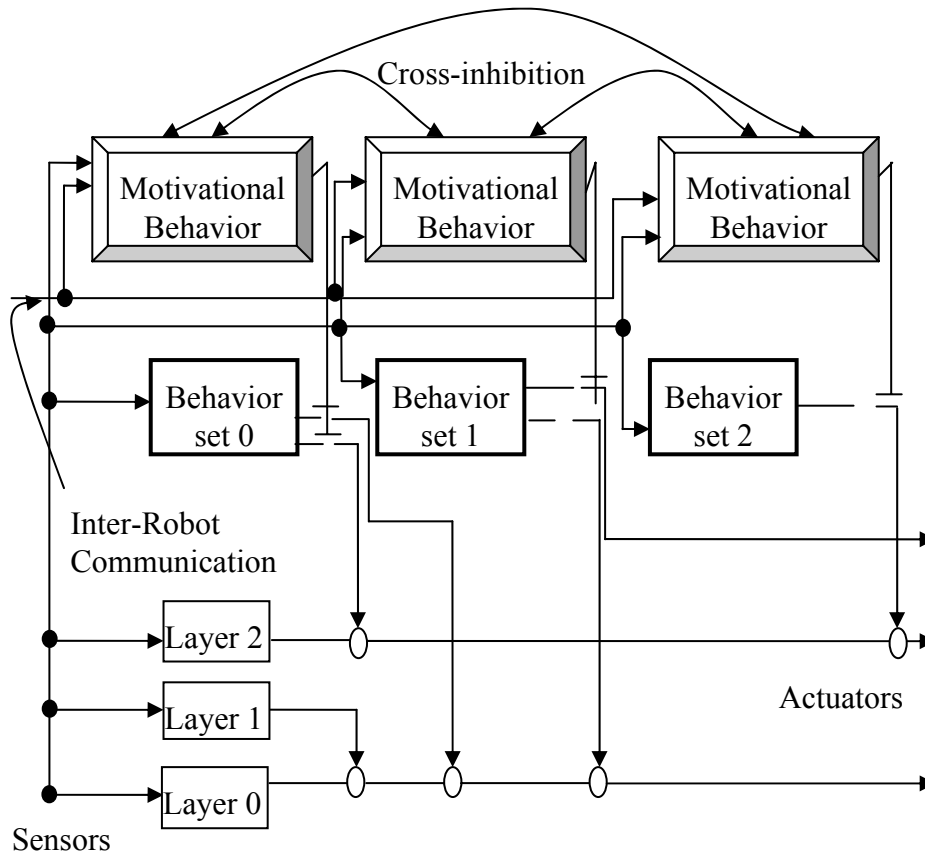 Cross-inhibition
Motivational
Behavior
Motivational
Behavior
Motivational
Behavior
Behavior
set 0
Behavior
set 1
Behavior
set 2
Inter-Robot
Communication
Layer 2
Layer 1
Layer 0
Actuators
Sensors